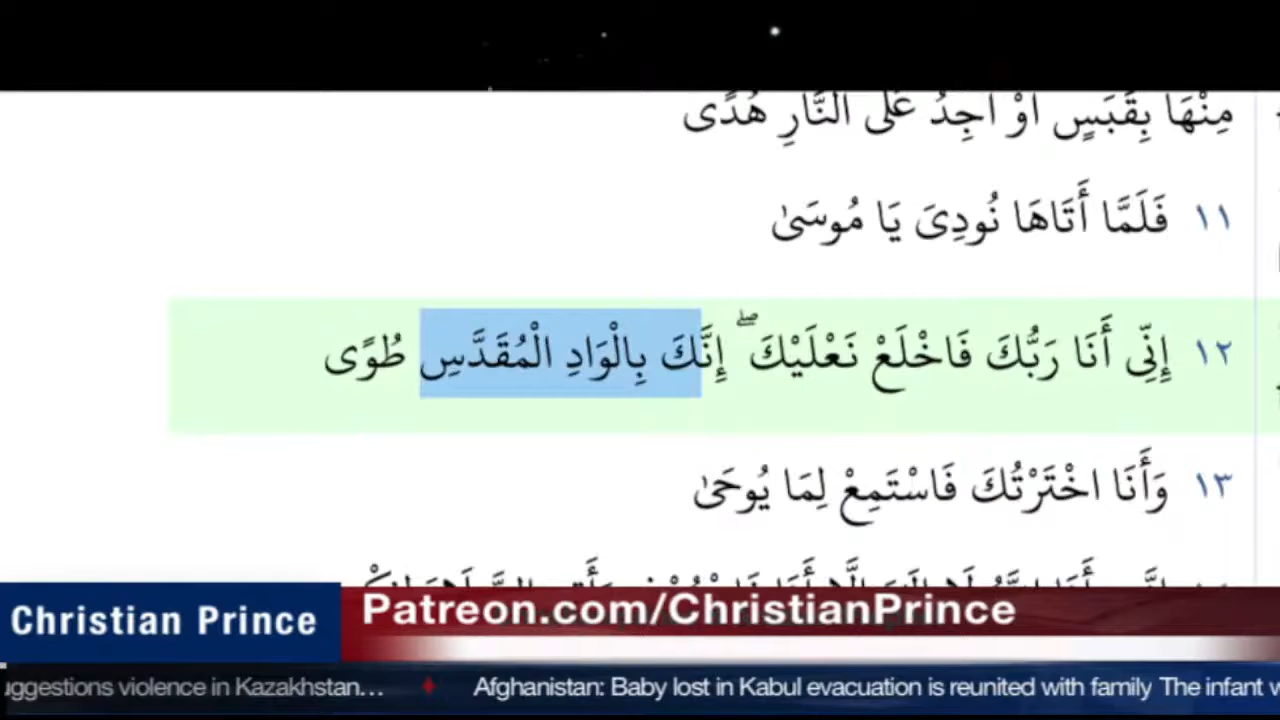 مِنْهَا بِقَبَسٍ أَوْ أَجِدُ عَلَى النَّارِ هُدًى
١١ فَلَمَّا أَتَاهَا نُودِيَ يَا مُوسَىٰ
١٢ إِنِّي أَنَا رَبُّكَ فَاخْلَعْ نَعْلَيْكَ ۖ إِنَّكَ بِالْوَادِ الْمُقَدَّسِ طُوًى
١٣ وَأَنَا اخْتَرْتُكَ فَاسْتَمِعْ لِمَا يُوحَىٰ
Christian Prince
Patreon.com/ChristianPrince
uggestions violence in Kazakhstan... Afghanistan: Baby lost in Kabul evacuation is reunited with family The infant